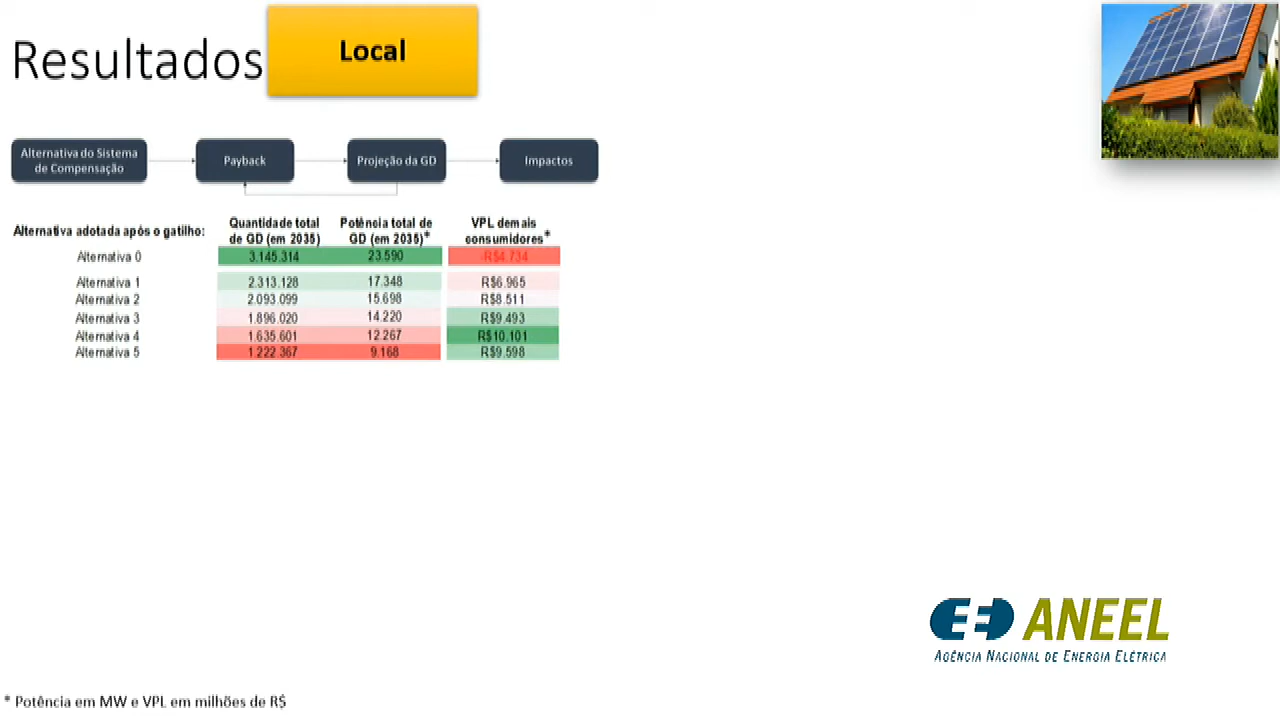 Resultados
Local
Alternativa do Sistema
de Compensação
Payback
Projeção da GD
Impactos
Alternativa adotada após o gatilho:
Quantidade total
de GD (em 2035)
Potência total de
GD (em 2035)*
VPL demais
consumidores*
Alternativa 0 3.145.314 23.590 -R$4.734
Alternativa 1 2.313.128 17.348 R$6.965
Alternativa 2 2.093.099 15.698 R$8.511
Alternativa 3 1.896.020 14.220 R$9.493
Alternativa 4 1.635.601 12.267 R$10.101
Alternativa 5 1.222.367 9.168 R$9.598
ANEEL
AGÊNCIA NACIONAL DE ENERGIA ELÉTRICA
* Potência em MW e VPL em milhões de R$